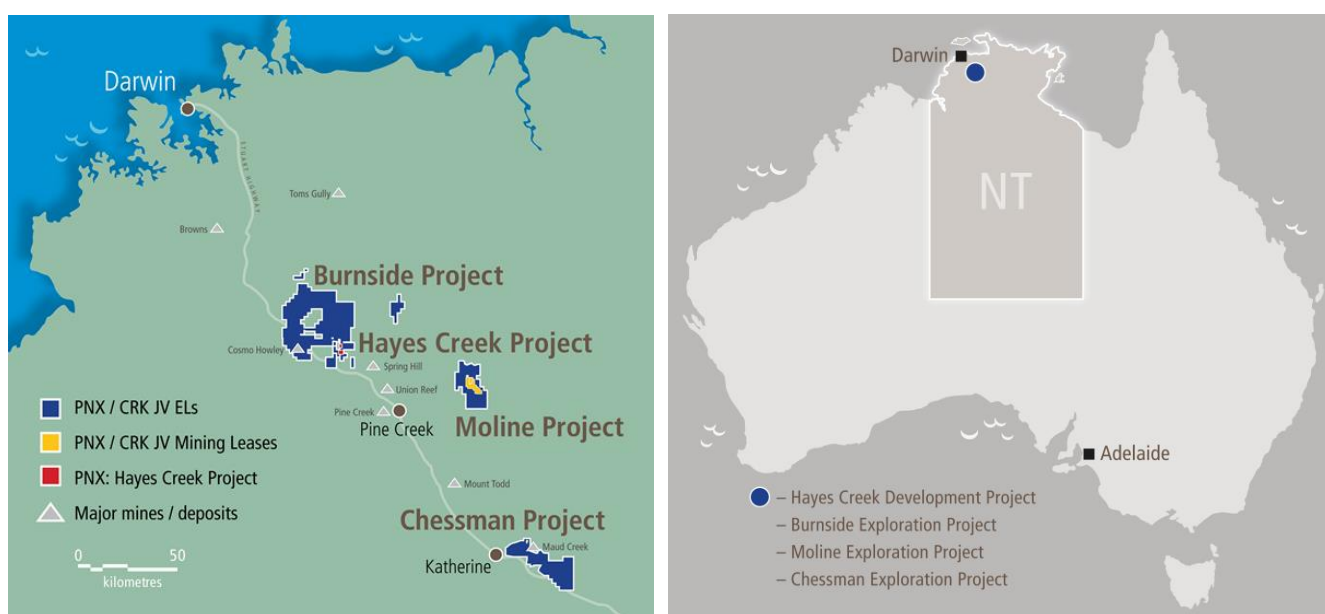 Darwin
STUART HIGHWAY
Toms Gully
Browns
Burnside Project
Hayes Creek Project
Cosmo Howley
Spring Hill
Union Reef
Pine Creek
Pine Creek
Moline Project
PNX / CRK JV ELs
PNX / CRK JV Mining Leases
PNX: Hayes Creek Project
Major mines / deposits
Mount Todd
Chessman Project
Maud Creek
Katherine
0 50
kilometres
Darwin
NT
Adelaide
– Hayes Creek Development Project
– Burnside Exploration Project
– Moline Exploration Project
– Chessman Exploration Project